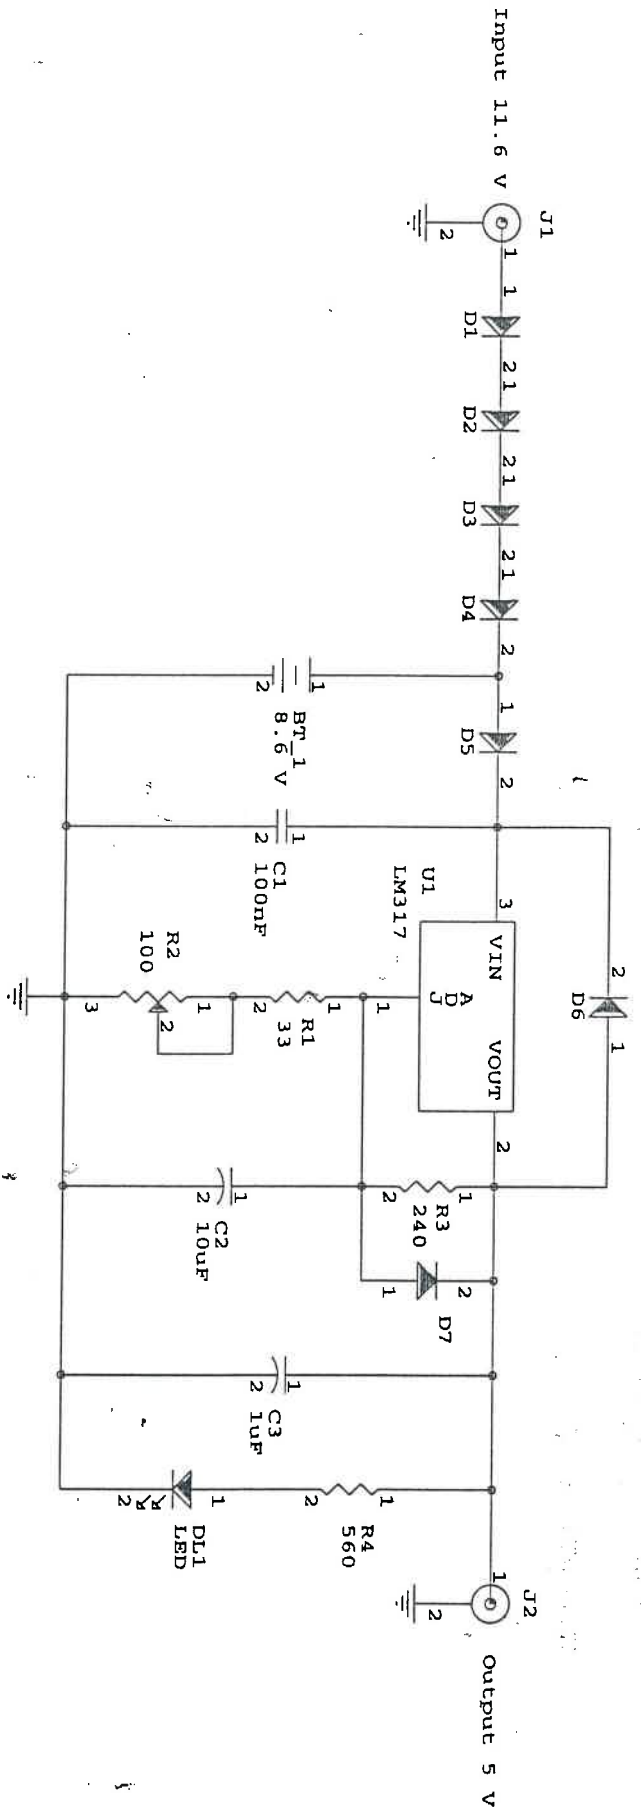 Input 11.6 V
J1
1
2
1
D1
2
1
D2
2
1
D3
2
1
D4
2
1
2
BT_1
8.6 V
1
D5
2
1
2
C1
100nF
U1
LM317
3
VIN
ADJ
VOUT
2
1
2
D6
1
1
2
R1
33
1
2
3
R2
100
1
2
R3
240
1
2
C2
10uF
1
2
D7
1
2
C3
1uF
1
2
R4
560
1
2
DL1
LED
1
2
J2
Output 5 V